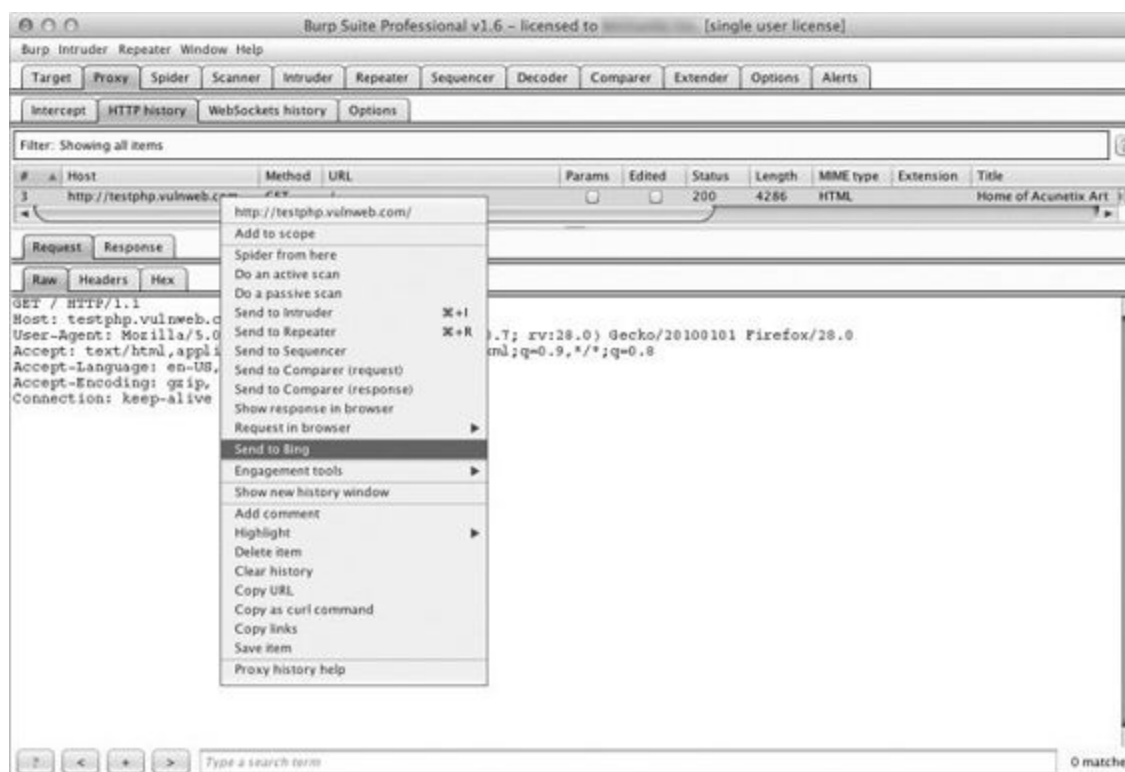 Burp Suite Professional v1.6 – licensed to [single user license]
Burp Intruder Repeater Window Help
Target Proxy Spider Scanner Intruder Repeater Sequencer Decoder Comparer Extender Options Alerts
Intercept HTTP history WebSockets history Options
Filter: Showing all items
# Host Method URL Params Edited Status Length MIME type Extension Title
3 http://testphp.vulnweb.com GET / 200 4286 HTML Home of Acunetix Art
Request Response
Raw Headers Hex
GET / HTTP/1.1
Host: testphp.vulnweb.c
User-Agent: Mozilla/5.0 .7; rv:28.0) Gecko/20100101 Firefox/28.0
Accept: text/html,appli ml;q=0.9,*/*;q=0.8
Accept-Language: en-US,
Accept-Encoding: gzip,
Connection: keep-alive
http://testphp.vulnweb.com/
Add to scope
Spider from here
Do an active scan
Do a passive scan
Send to Intruder ⌘+I
Send to Repeater ⌘+R
Send to Sequencer
Send to Comparer (request)
Send to Comparer (response)
Show response in browser
Request in browser
Send to Bing
Engagement tools
Show new history window
Add comment
Highlight
Delete item
Clear history
Copy URL
Copy as curl command
Copy links
Save item
Proxy history help
? < + > Type a search term 0 matche